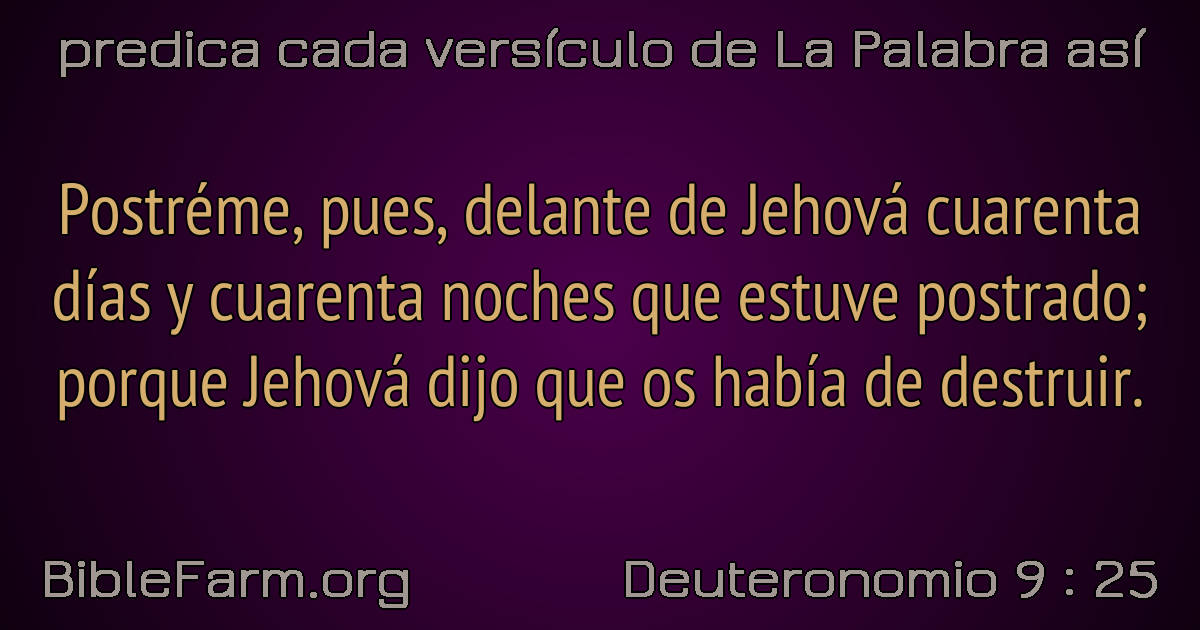 predica cada versículo de La Palabra así
Postréme, pues, delante de Jehová cuarenta
días y cuarenta noches que estuve postrado;
porque Jehová dijo que os había de destruir.
BibleFarm.org
Deuteronomio 9 : 25